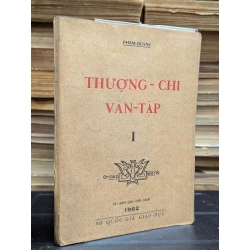 PHẠM-QUỲNH
THƯỢNG - CHI
VĂN-TẬP
I
1962
BỘ QUỐC-GIA GIÁO-DỤC